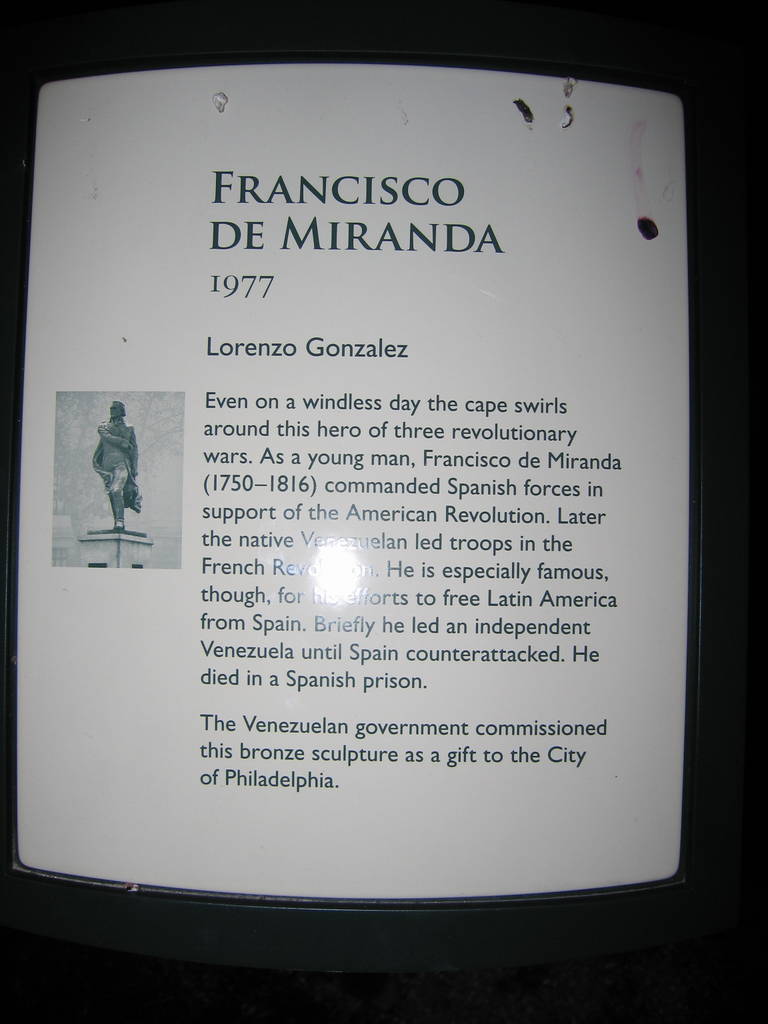 FRANCISCO
DE MIRANDA
1977
Lorenzo Gonzalez
Even on a windless day the cape swirls
around this hero of three revolutionary
wars. As a young man, Francisco de Miranda
(1750–1816) commanded Spanish forces in
support of the American Revolution. Later
the native Venezuelan led troops in the
French Revolution. He is especially famous,
though, for his efforts to free Latin America
from Spain. Briefly he led an independent
Venezuela until Spain counterattacked. He
died in a Spanish prison.
The Venezuelan government commissioned
this bronze sculpture as a gift to the City
of Philadelphia.